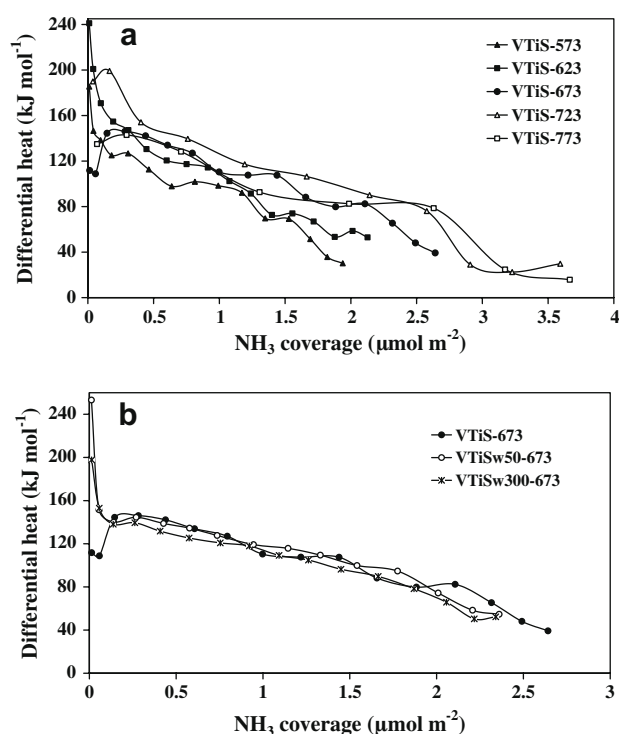 a
VTiS-573
VTiS-623
VTiS-673
VTiS-723
VTiS-773
240
200
160
120
80
40
0
Differential heat (kJ mol⁻¹)
0 0.5 1 1.5 2 2.5 3 3.5 4
NH₃ coverage (μmol m⁻²)
b
VTiS-673
VTiSw50-673
VTiSw300-673
240
200
160
120
80
40
0
Differential heat (kJ mol⁻¹)
0 0.5 1 1.5 2 2.5 3
NH₃ coverage (μmol m⁻²)